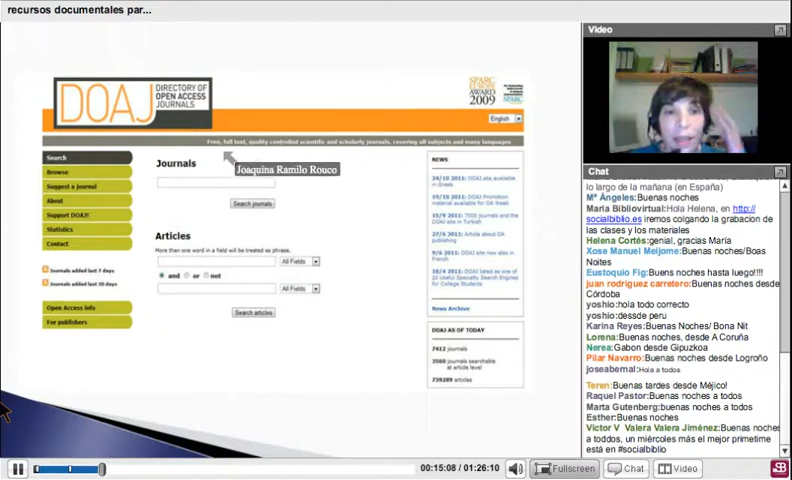 recursos documentales par...
DOAJ
DIRECTORY OF
OPEN ACCESS
JOURNALS
SPARC
EUROPE
AWARD
2009
SPARC
English
Free, full text, quality controlled scientific and scholarly journals, covering all subjects and many languages
Joaquina Ramilo Rouco
Search
Browse
Suggest a journal
About
Support DOAJ!
Statistics
Contact
Journals added last 7 days
Journals added last 30 days
Open Access Info
For publishers
Journals
Search journals
Articles
More than one word in a field will be treated as phrase.
All Fields
and or not
All Fields
Search articles
NEWS
24/10 2011: DOAJ site available
in Greek
19/10 2011: DOAJ Promotion
material available for OA Week
15/9 2011: 7000 journals and the
DOAJ site in Turkish
27/6 2011: Article about OA
publishing
9/6 2011: DOAJ site now also in
French
18/4 2011: DOAJ listed as one of
20 Useful Specialty Search Engines
for College Students
News Archive
DOAJ AS OF TODAY
7412 journals
3560 journals searchable
at article level
739289 articles
Video
Chat
lo largo de la mañana (en España)
Mª Ángeles:Buenas noches
María Bibliovirtual:Hola Helena, en http://
socialbiblio.es iremos colgando la grabacion de
las clases y los materiales
Helena Cortés:genial, gracias María
Xose Manuel Meijome:Buenas noches/Boas
Noites
Eustoquio Fig:Buens noches hasta luego!!!!
juan rodriguez carretero:Buenas noches desde
Córdoba
yoshio:hola todo correcto
yoshio:dessde peru
Karina Reyes:Buenas Noches/ Bona Nit
Lorena:Buenas noches, desde A Coruña
Nerea:Gabon desde Gipuzkoa
Pilar Navarro:Buenas noches desde Logroño
joseabernal:Hola a todos
Teren:Buenas tardes desde Méjico!
Raquel Pastor:Buenas noches a todos
Marta Gutenberg:buenas noches a todos
Esther:Buenas noches
Victor V Valera Valera Jiménez:Buenas noches
a toddos, un miércoles más el mejor primetime
está en #socialbiblio
00:15:08 / 01:26:10
Fullscreen
Chat
Video